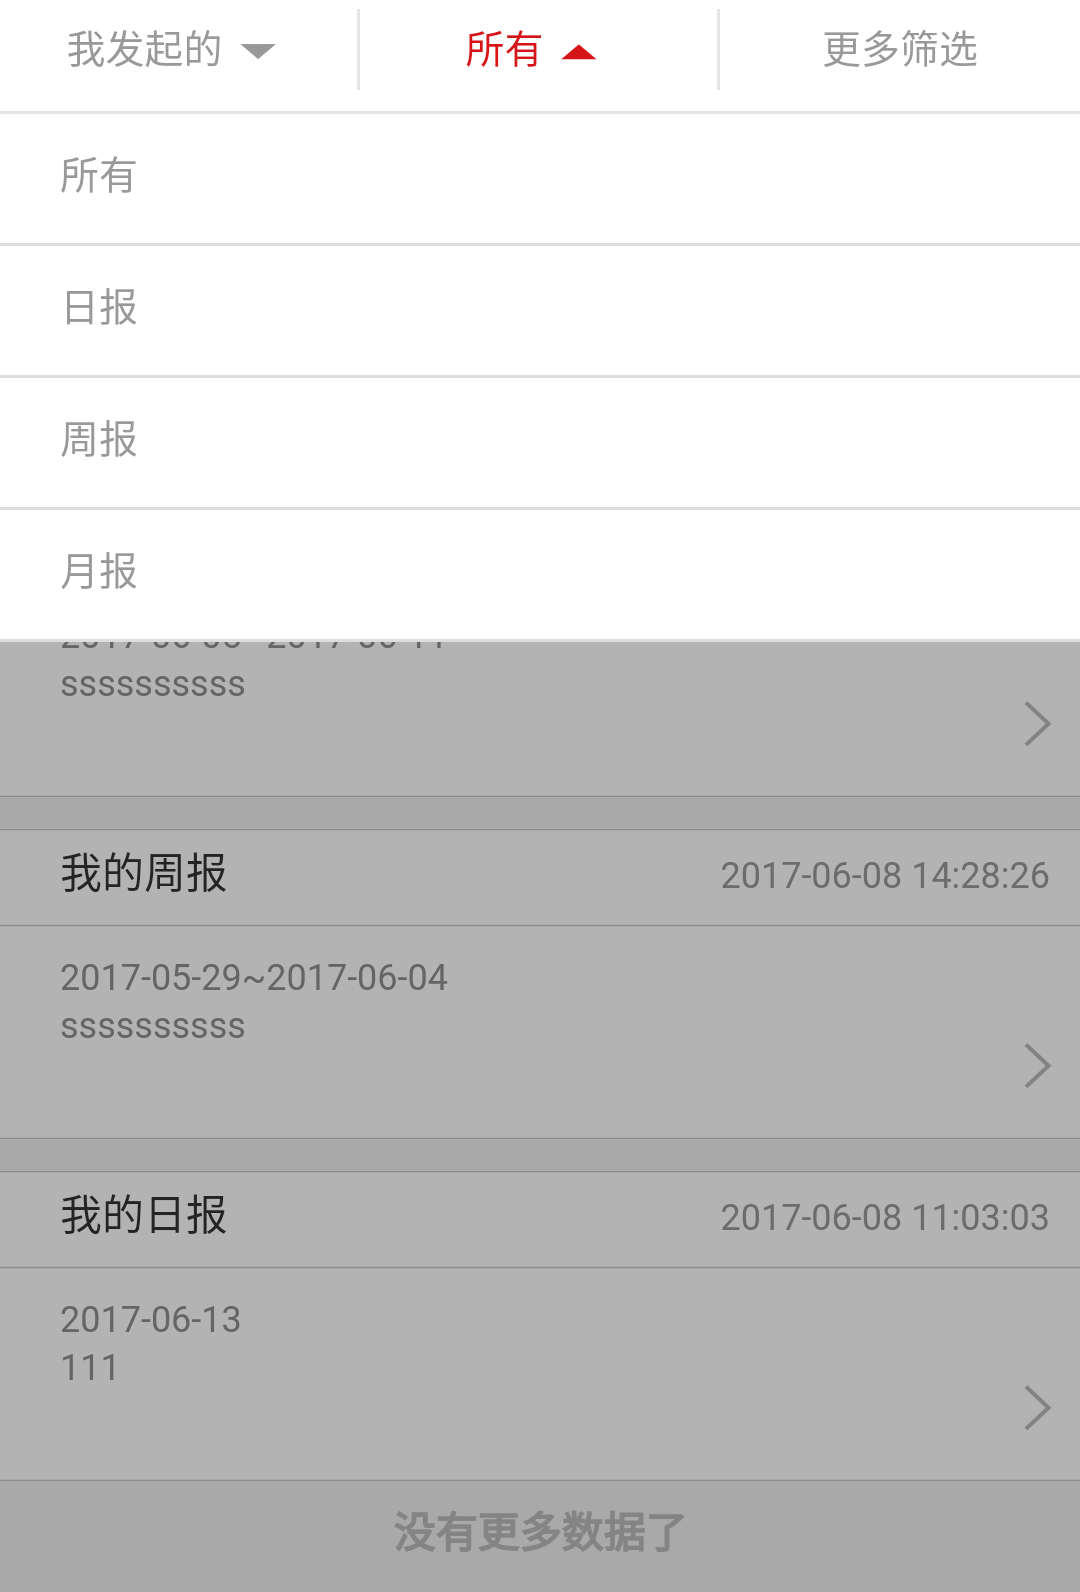 我发起的 所有 更多筛选
所有
日报
周报
月报
ssssssssss
我的周报 2017-06-08 14:28:26
2017-05-29~2017-06-04
ssssssssss
我的日报 2017-06-08 11:03:03
2017-06-13
111
没有更多数据了